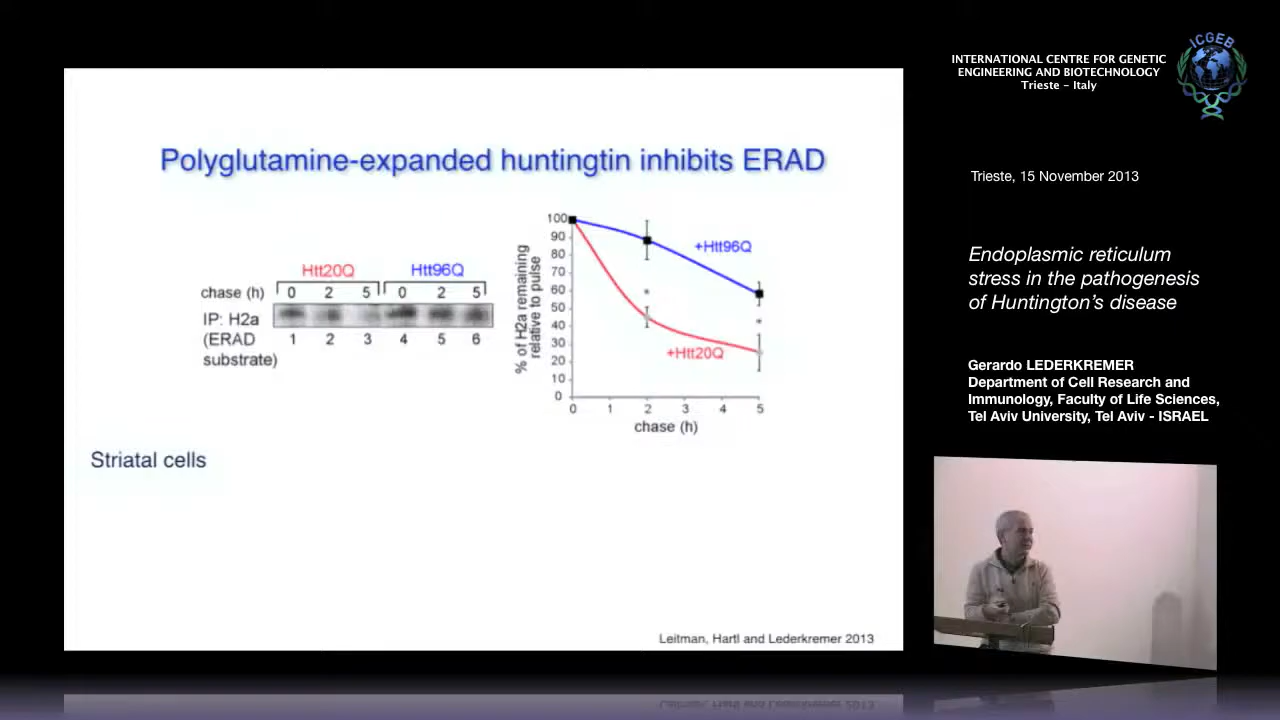 Polyglutamine-expanded huntingtin inhibits ERAD
Htt20Q Htt96Q
chase (h) 0 2 5 0 2 5
IP: H2a
(ERAD
substrate)
1 2 3 4 5 6
% of H2a remaining
relative to pulse
100
90
80
70
60
50
40
30
20
10
0
+Htt96Q
*
*
+Htt20Q
0 1 2 3 4 5
chase (h)
Striatal cells
Leitman, Hartl and Lederkremer 2013
INTERNATIONAL CENTRE FOR GENETIC
ENGINEERING AND BIOTECHNOLOGY
Trieste - Italy
ICGEB
Trieste, 15 November 2013
Endoplasmic reticulum
stress in the pathogenesis
of Huntington's disease
Gerardo LEDERKREMER
Department of Cell Research and
Immunology, Faculty of Life Sciences,
Tel Aviv University, Tel Aviv - ISRAEL